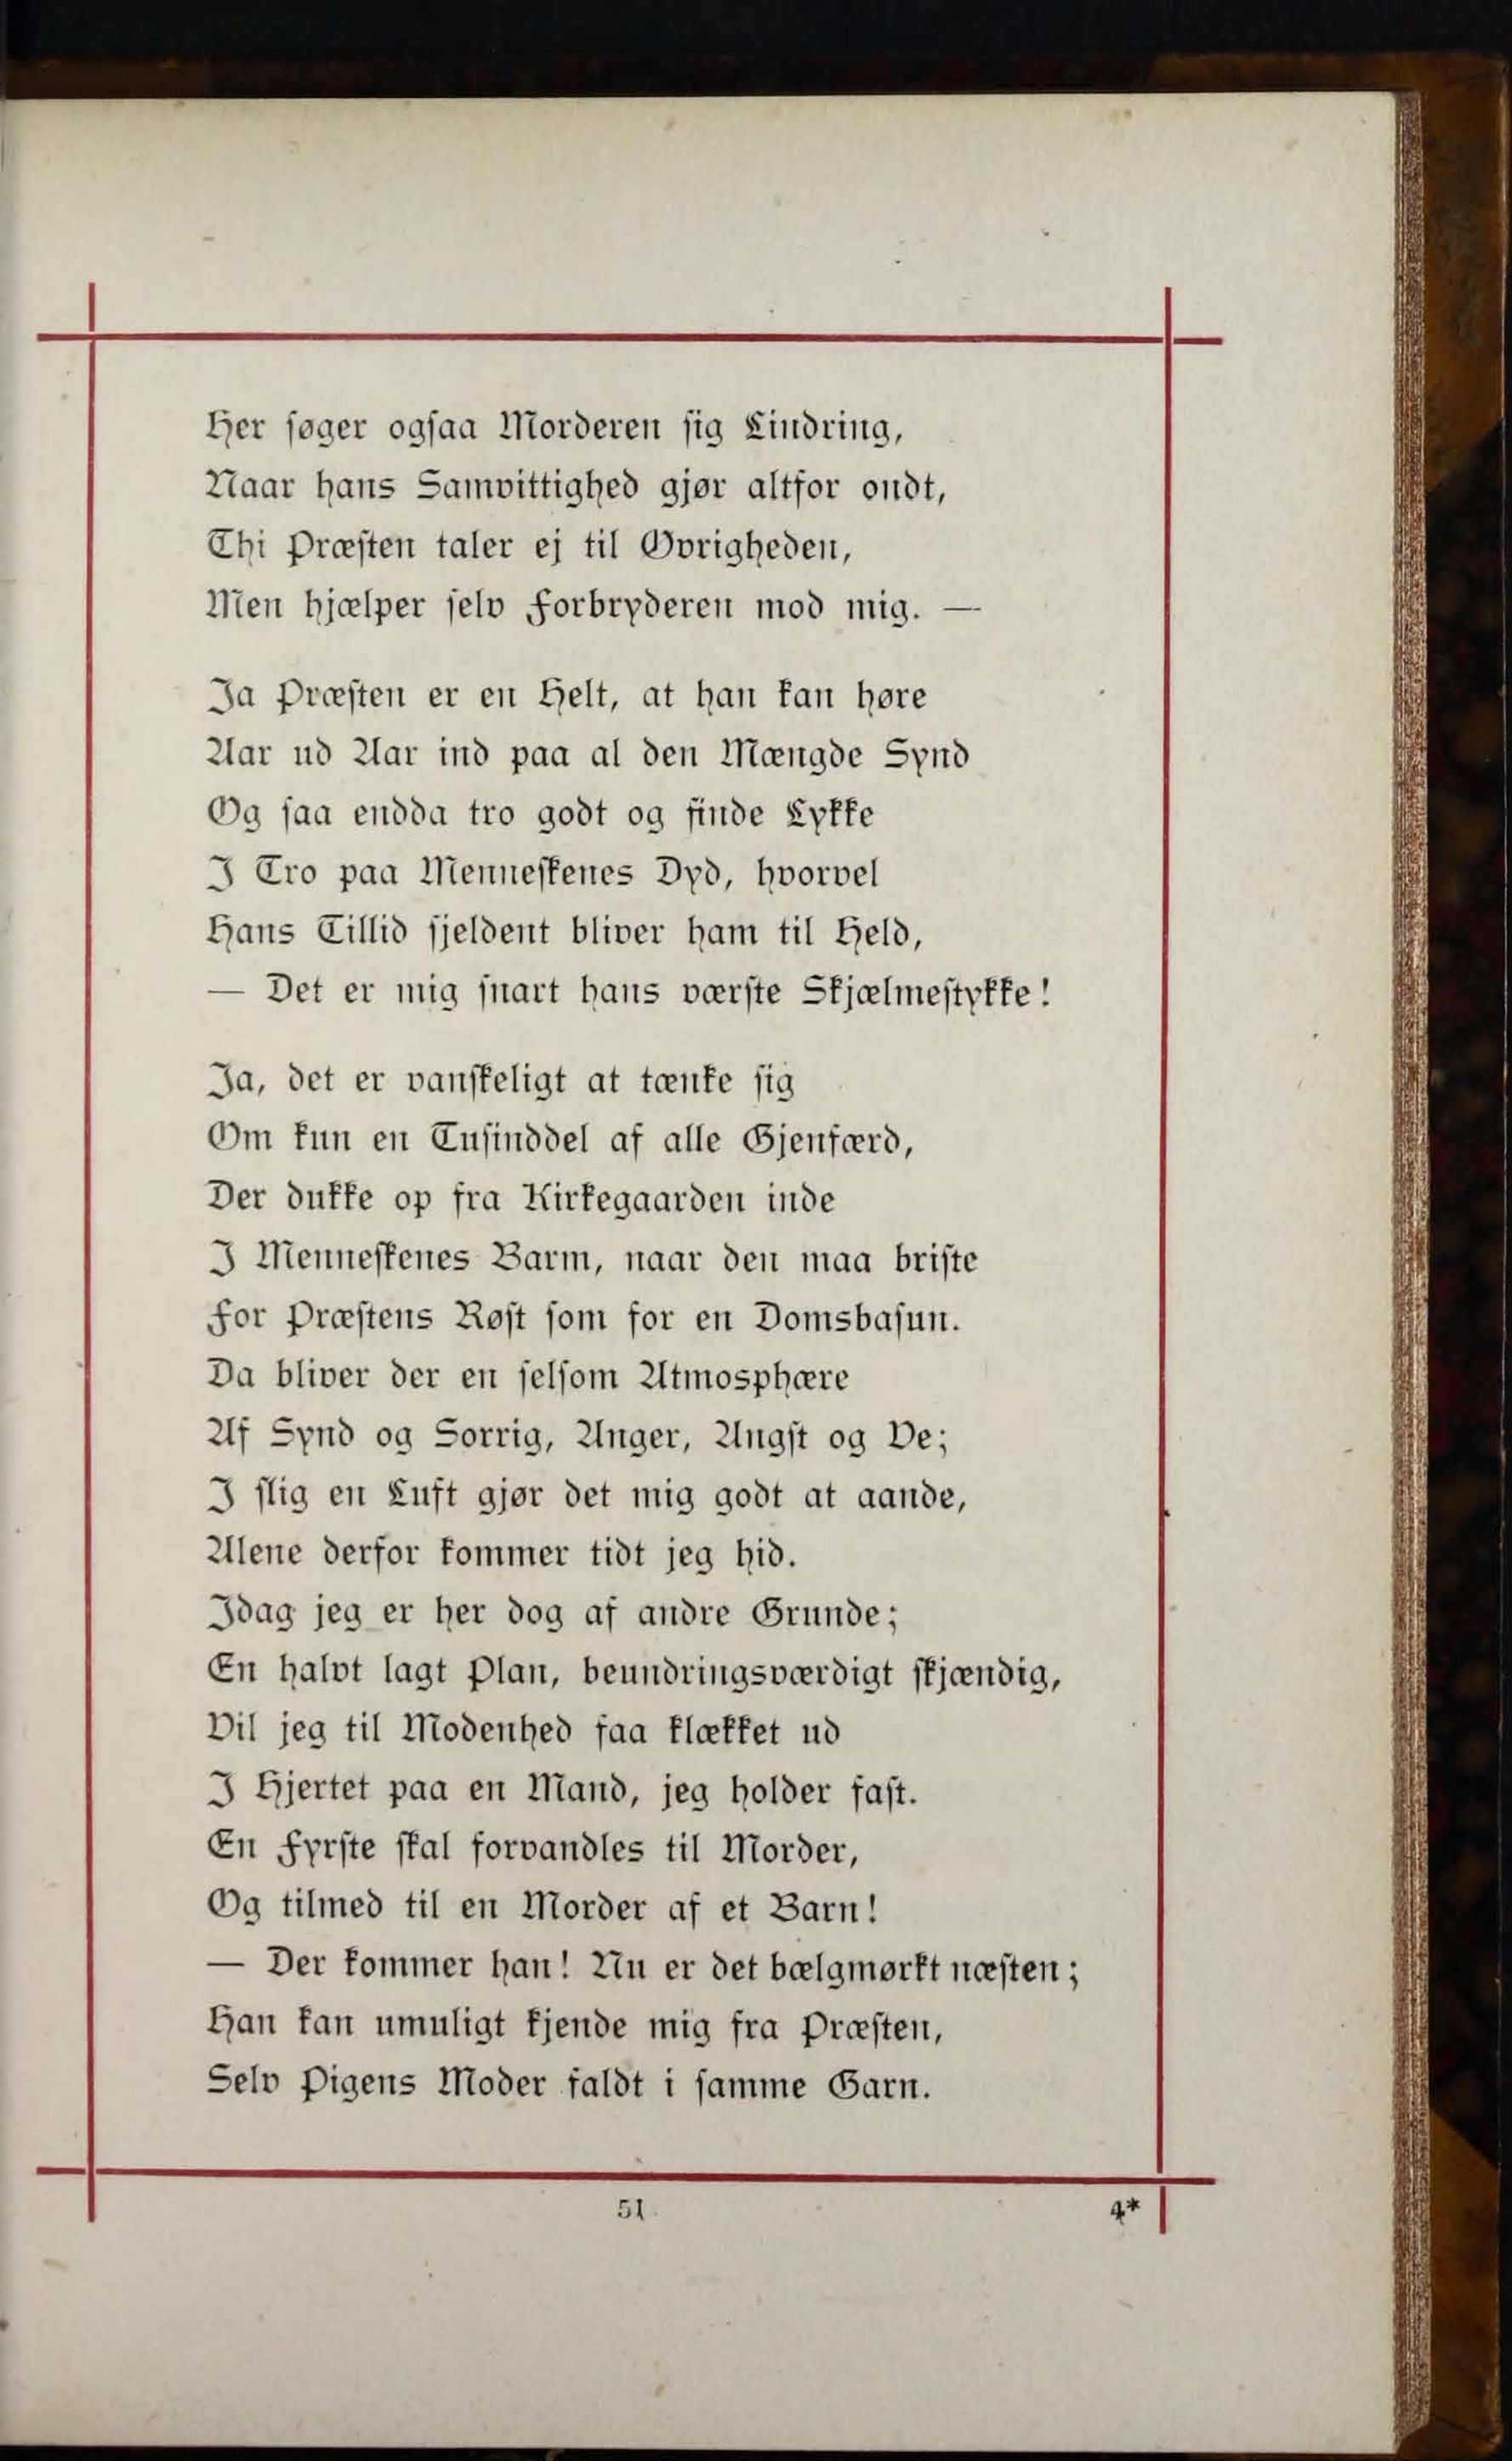 Her søger ogsaa Morderen sig Lindring,
Naar hans Samvittighed gjør altfor ondt,
Thi Præsten taler ej til Øvrigheden,
Men hjælper selv Forbryderen mod mig. —
Ja Præsten er en Helt, at han kan høre
Aar ud Aar ind paa al den Mængde Synd
Og saa endda tro godt og finde Lykke
I Tro paa Menneskenes Dyd, hvorvel
Hans Tillid sjeldent bliver ham til Held,
— Det er mig snart hans værste Skjælmestykke!
Ja, det er vanskeligt at tænke sig
Om kun en Tusinddel af alle Gjenfærd,
Der dukke op fra Kirkegaarden inde
I Menneskenes Barm, naar den maa briste
For Præstens Røst som for en Domsbasun.
Da bliver der en selsom Atmosphære
Af Synd og Sorrig, Anger, Angst og Ve;
I slig en Luft gjør det mig godt at aande,
Alene derfor kommer tidt jeg hid.
Idag jeg er her dog af andre Grunde;
En halvt lagt Plan, beundringsværdigt skjændig,
Vil jeg til Modenhed faa klækket ud
I Hjertet paa en Mand, jeg holder fast.
En Fyrste skal forvandles til Morder,
Og tilmed til en Morder af et Barn!
— Der kommer han! Nu er det bælgmørkt næsten;
Han kan umuligt kjende mig fra Præsten,
Selv Pigens Moder faldt i samme Garn.
51
4*